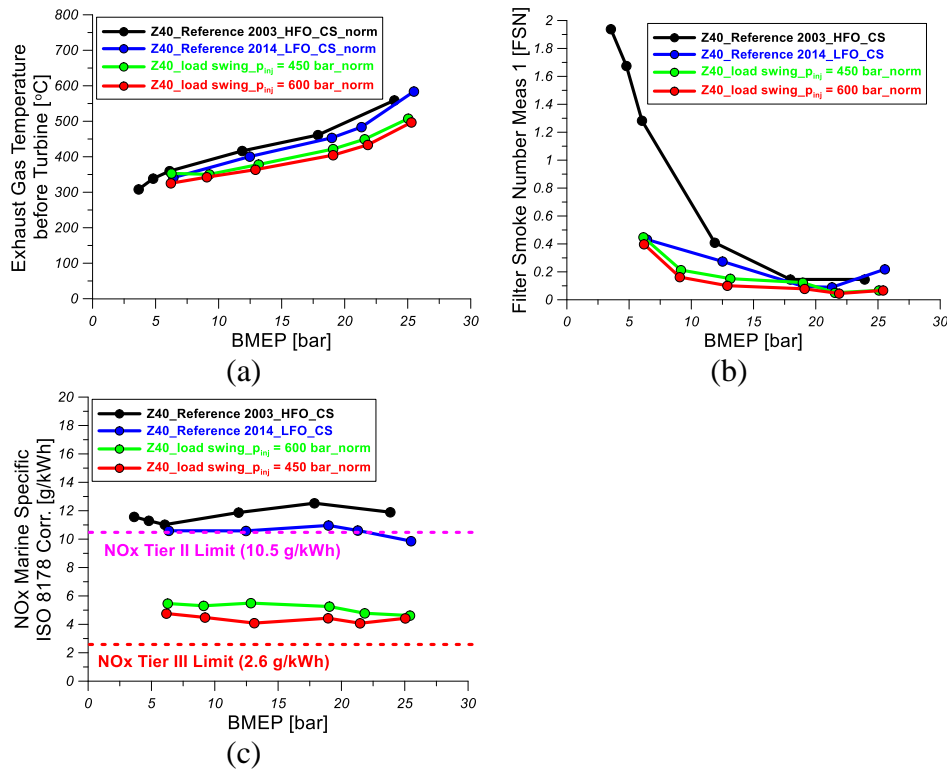 800
700
600
500
400
300
200
100
0
Exhaust Gas Temperature
before Turbine [°C]
Z40_Reference 2003_HFO_CS_norm
Z40_Reference 2014_LFO_CS_norm
Z40_load swing_pinj = 450 bar_norm
Z40_load swing_pinj = 600 bar_norm
0 5 10 15 20 25 30
BMEP [bar]
(a)
2
1.8
1.6
1.4
1.2
1
0.8
0.6
0.4
0.2
0
Filter Smoke Number Meas 1 [FSN]
Z40_Reference 2003_HFO_CS
Z40_Reference 2014_LFO_CS
Z40_load swing_pinj = 450 bar_norm
Z40_load swing_pinj = 600 bar_norm
0 5 10 15 20 25 30
BMEP [bar]
(b)
20
18
16
14
12
10
8
6
4
2
0
NOx Marine Specific
ISO 8178 Corr. [g/kWh]
Z40_Reference 2003_HFO_CS
Z40_Reference 2014_LFO_CS
Z40_load swing_pinj = 600 bar_norm
Z40_load swing_pinj = 450 bar_norm
NOx Tier II Limit (10.5 g/kWh)
NOx Tier III Limit (2.6 g/kWh)
0 5 10 15 20 25 30
BMEP [bar]
(c)